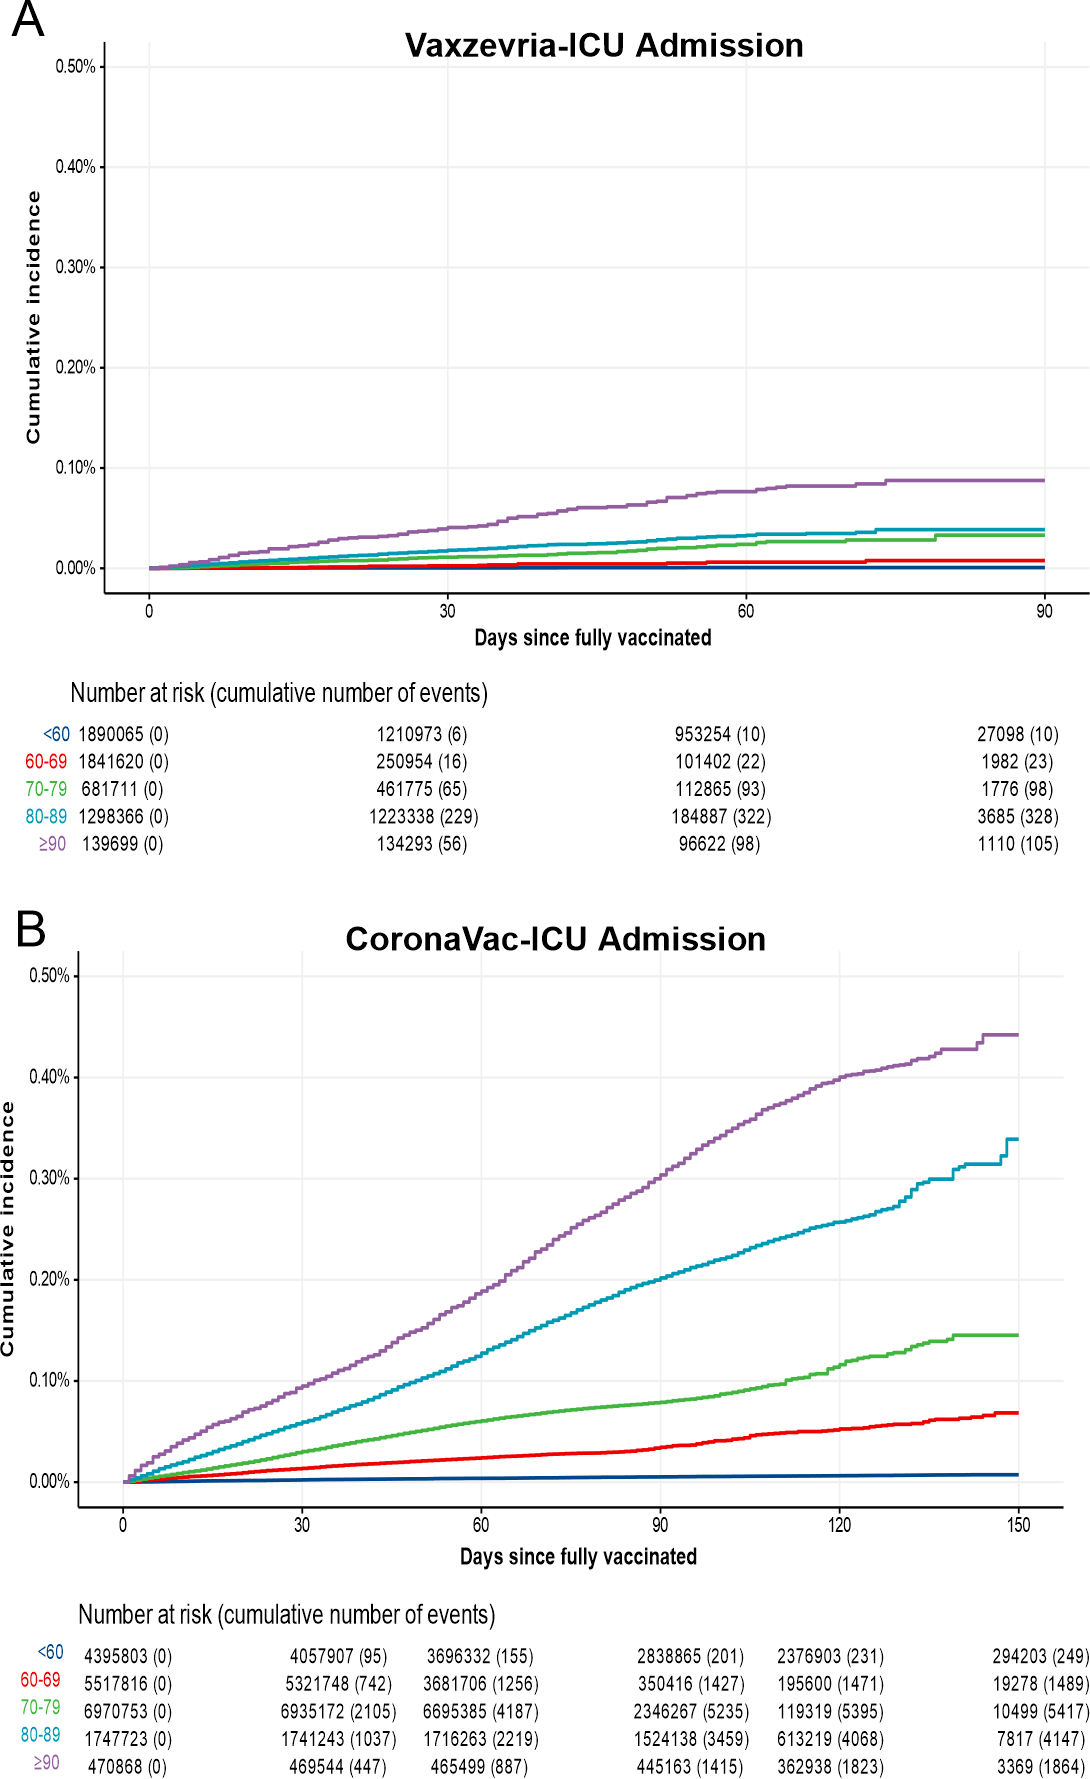 A
Vaxzevria-ICU Admission
0.50%
0.40%
0.30%
0.20%
0.10%
0.00%
Cumulative incidence
0 30 60 90
Days since fully vaccinated
Number at risk (cumulative number of events)
<60 1890065 (0) 1210973 (6) 953254 (10) 27098 (10)
60-69 1841620 (0) 250954 (16) 101402 (22) 1982 (23)
70-79 681711 (0) 461775 (65) 112865 (93) 1776 (98)
80-89 1298366 (0) 1223338 (229) 184887 (322) 3685 (328)
≥90 139699 (0) 134293 (56) 96622 (98) 1110 (105)
B
CoronaVac-ICU Admission
0.50%
0.40%
0.30%
0.20%
0.10%
0.00%
Cumulative incidence
0 30 60 90 120 150
Days since fully vaccinated
Number at risk (cumulative number of events)
<60 4395803 (0) 4057907 (95) 3696332 (155) 2838865 (201) 2376903 (231) 294203 (249)
60-69 5517816 (0) 5321748 (742) 3681706 (1256) 350416 (1427) 195600 (1471) 19278 (1489)
70-79 6970753 (0) 6935172 (2105) 6695385 (4187) 2346267 (5235) 119319 (5395) 10499 (5417)
80-89 1747723 (0) 1741243 (1037) 1716263 (2219) 1524138 (3459) 613219 (4068) 7817 (4147)
≥90 470868 (0) 469544 (447) 465499 (887) 445163 (1415) 362938 (1823) 3369 (1864)